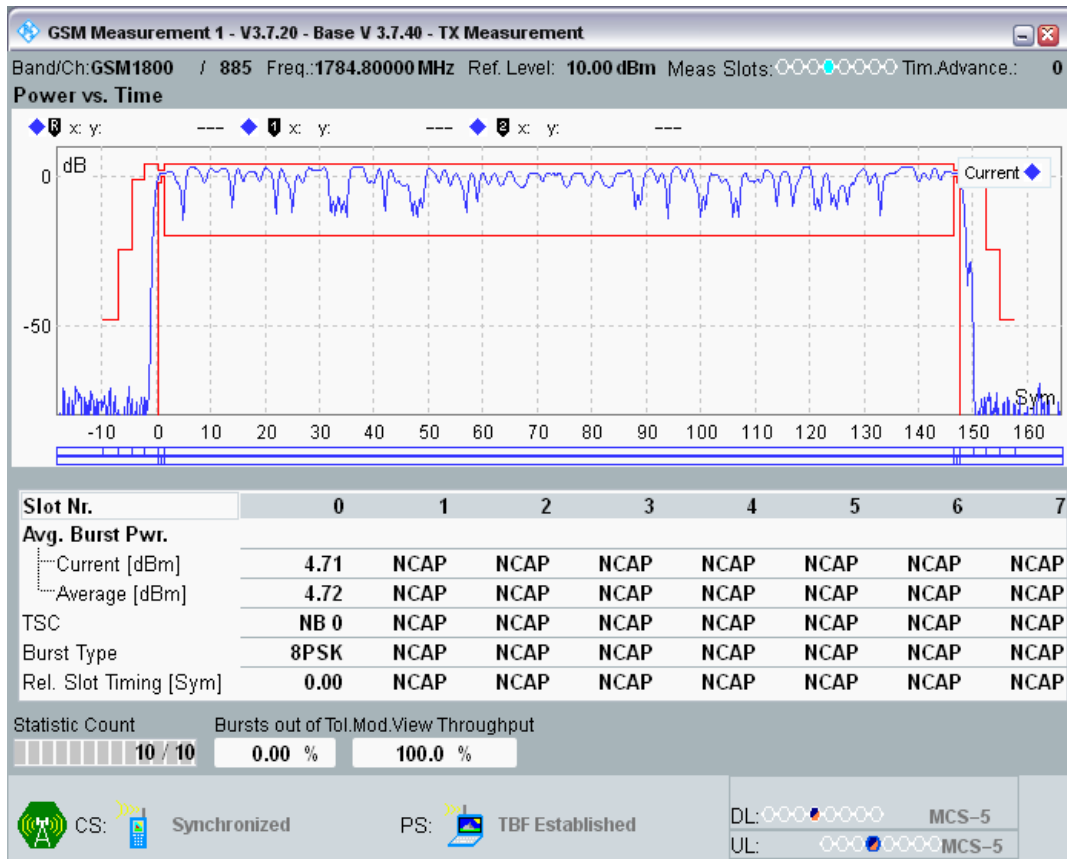 GSM Measurement 1 - V3.7.20 - Base V 3.7.40 - TX Measurement
Band/Ch:GSM1800 / 885 Freq.:1784.80000 MHz Ref. Level: 10.00 dBm Meas Slots: Tim.Advance.: 0
Power vs. Time
R x: y: --- 1 x: y: --- 2 x: y: ---
dB
Current
0
-50
Sym
-10 0 10 20 30 40 50 60 70 80 90 100 110 120 130 140 150 160
Slot Nr. 0 1 2 3 4 5 6 7
Avg. Burst Pwr.
Current [dBm] 4.71 NCAP NCAP NCAP NCAP NCAP NCAP NCAP
Average [dBm] 4.72 NCAP NCAP NCAP NCAP NCAP NCAP NCAP
TSC NB 0 NCAP NCAP NCAP NCAP NCAP NCAP NCAP
Burst Type 8PSK NCAP NCAP NCAP NCAP NCAP NCAP NCAP
Rel. Slot Timing [Sym] 0.00 NCAP NCAP NCAP NCAP NCAP NCAP NCAP
Statistic Count Bursts out of Tol.Mod.View Throughput
10 / 10 0.00 % 100.0 %
CS: Synchronized PS: TBF Established DL: MCS-5
UL: MCS-5